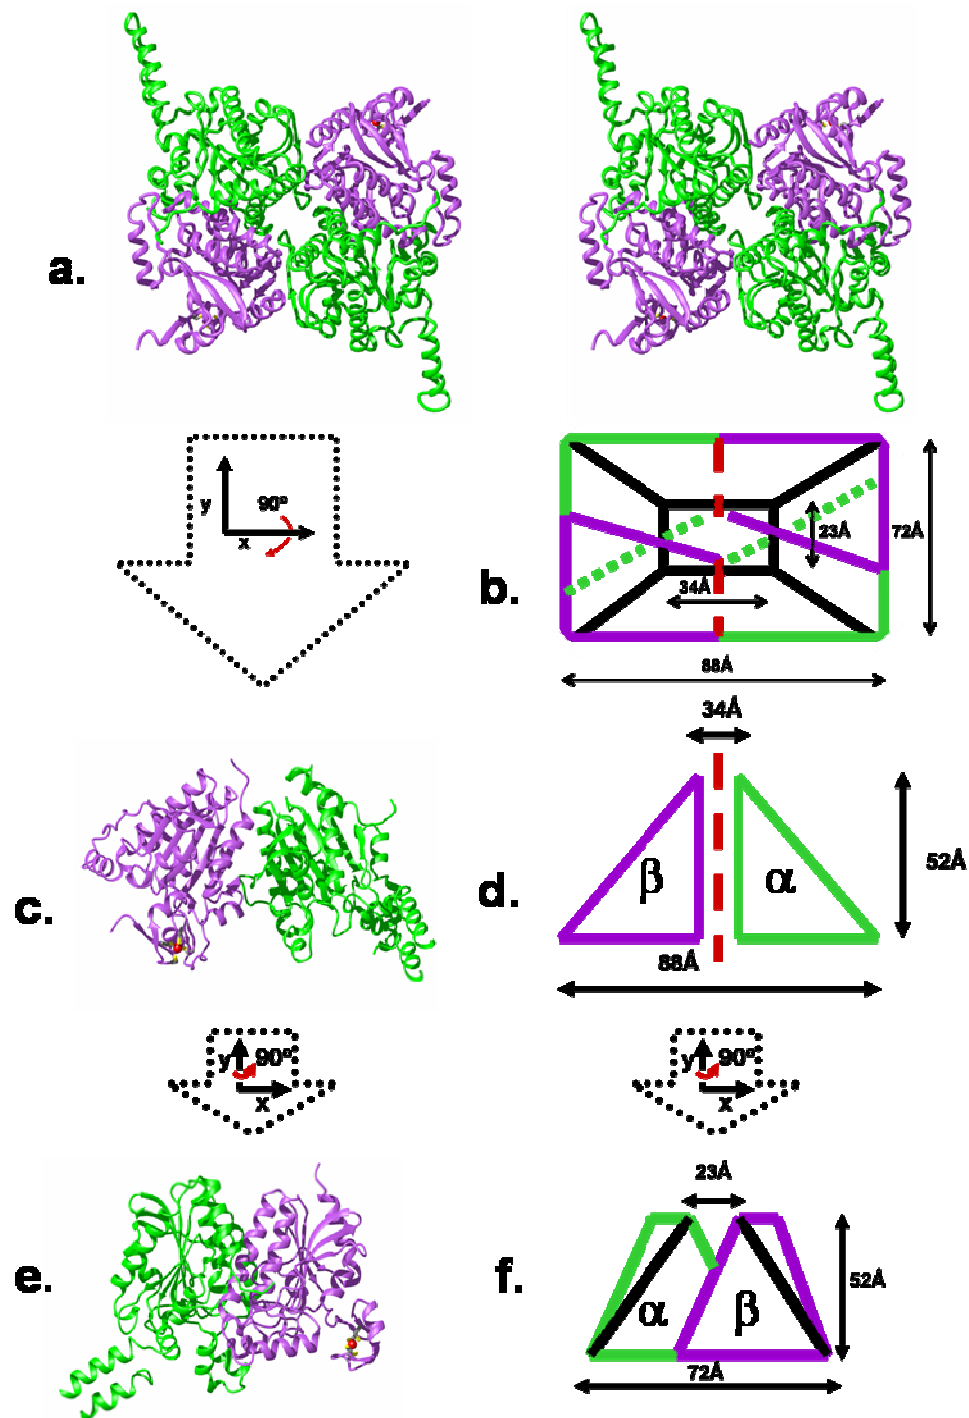 a.
y
90°
x
b.
23Å
72Å
34Å
88Å
34Å
c.
d.
β
α
52Å
88Å
y 90°
x
y 90°
x
23Å
e.
f.
α
β
52Å
72Å